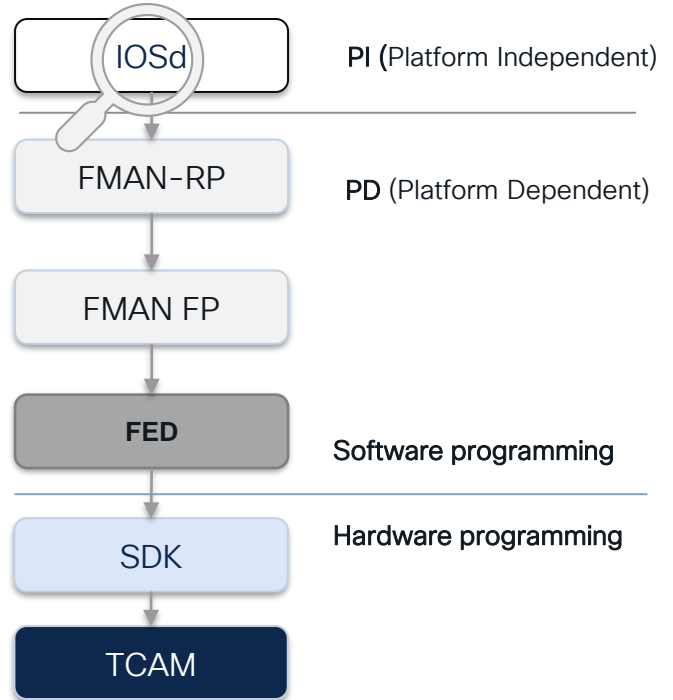 IOSd
PI (Platform Independent)
FMAN-RP
PD (Platform Dependent)
FMAN FP
FED
Software programming
Hardware programming
SDK
TCAM